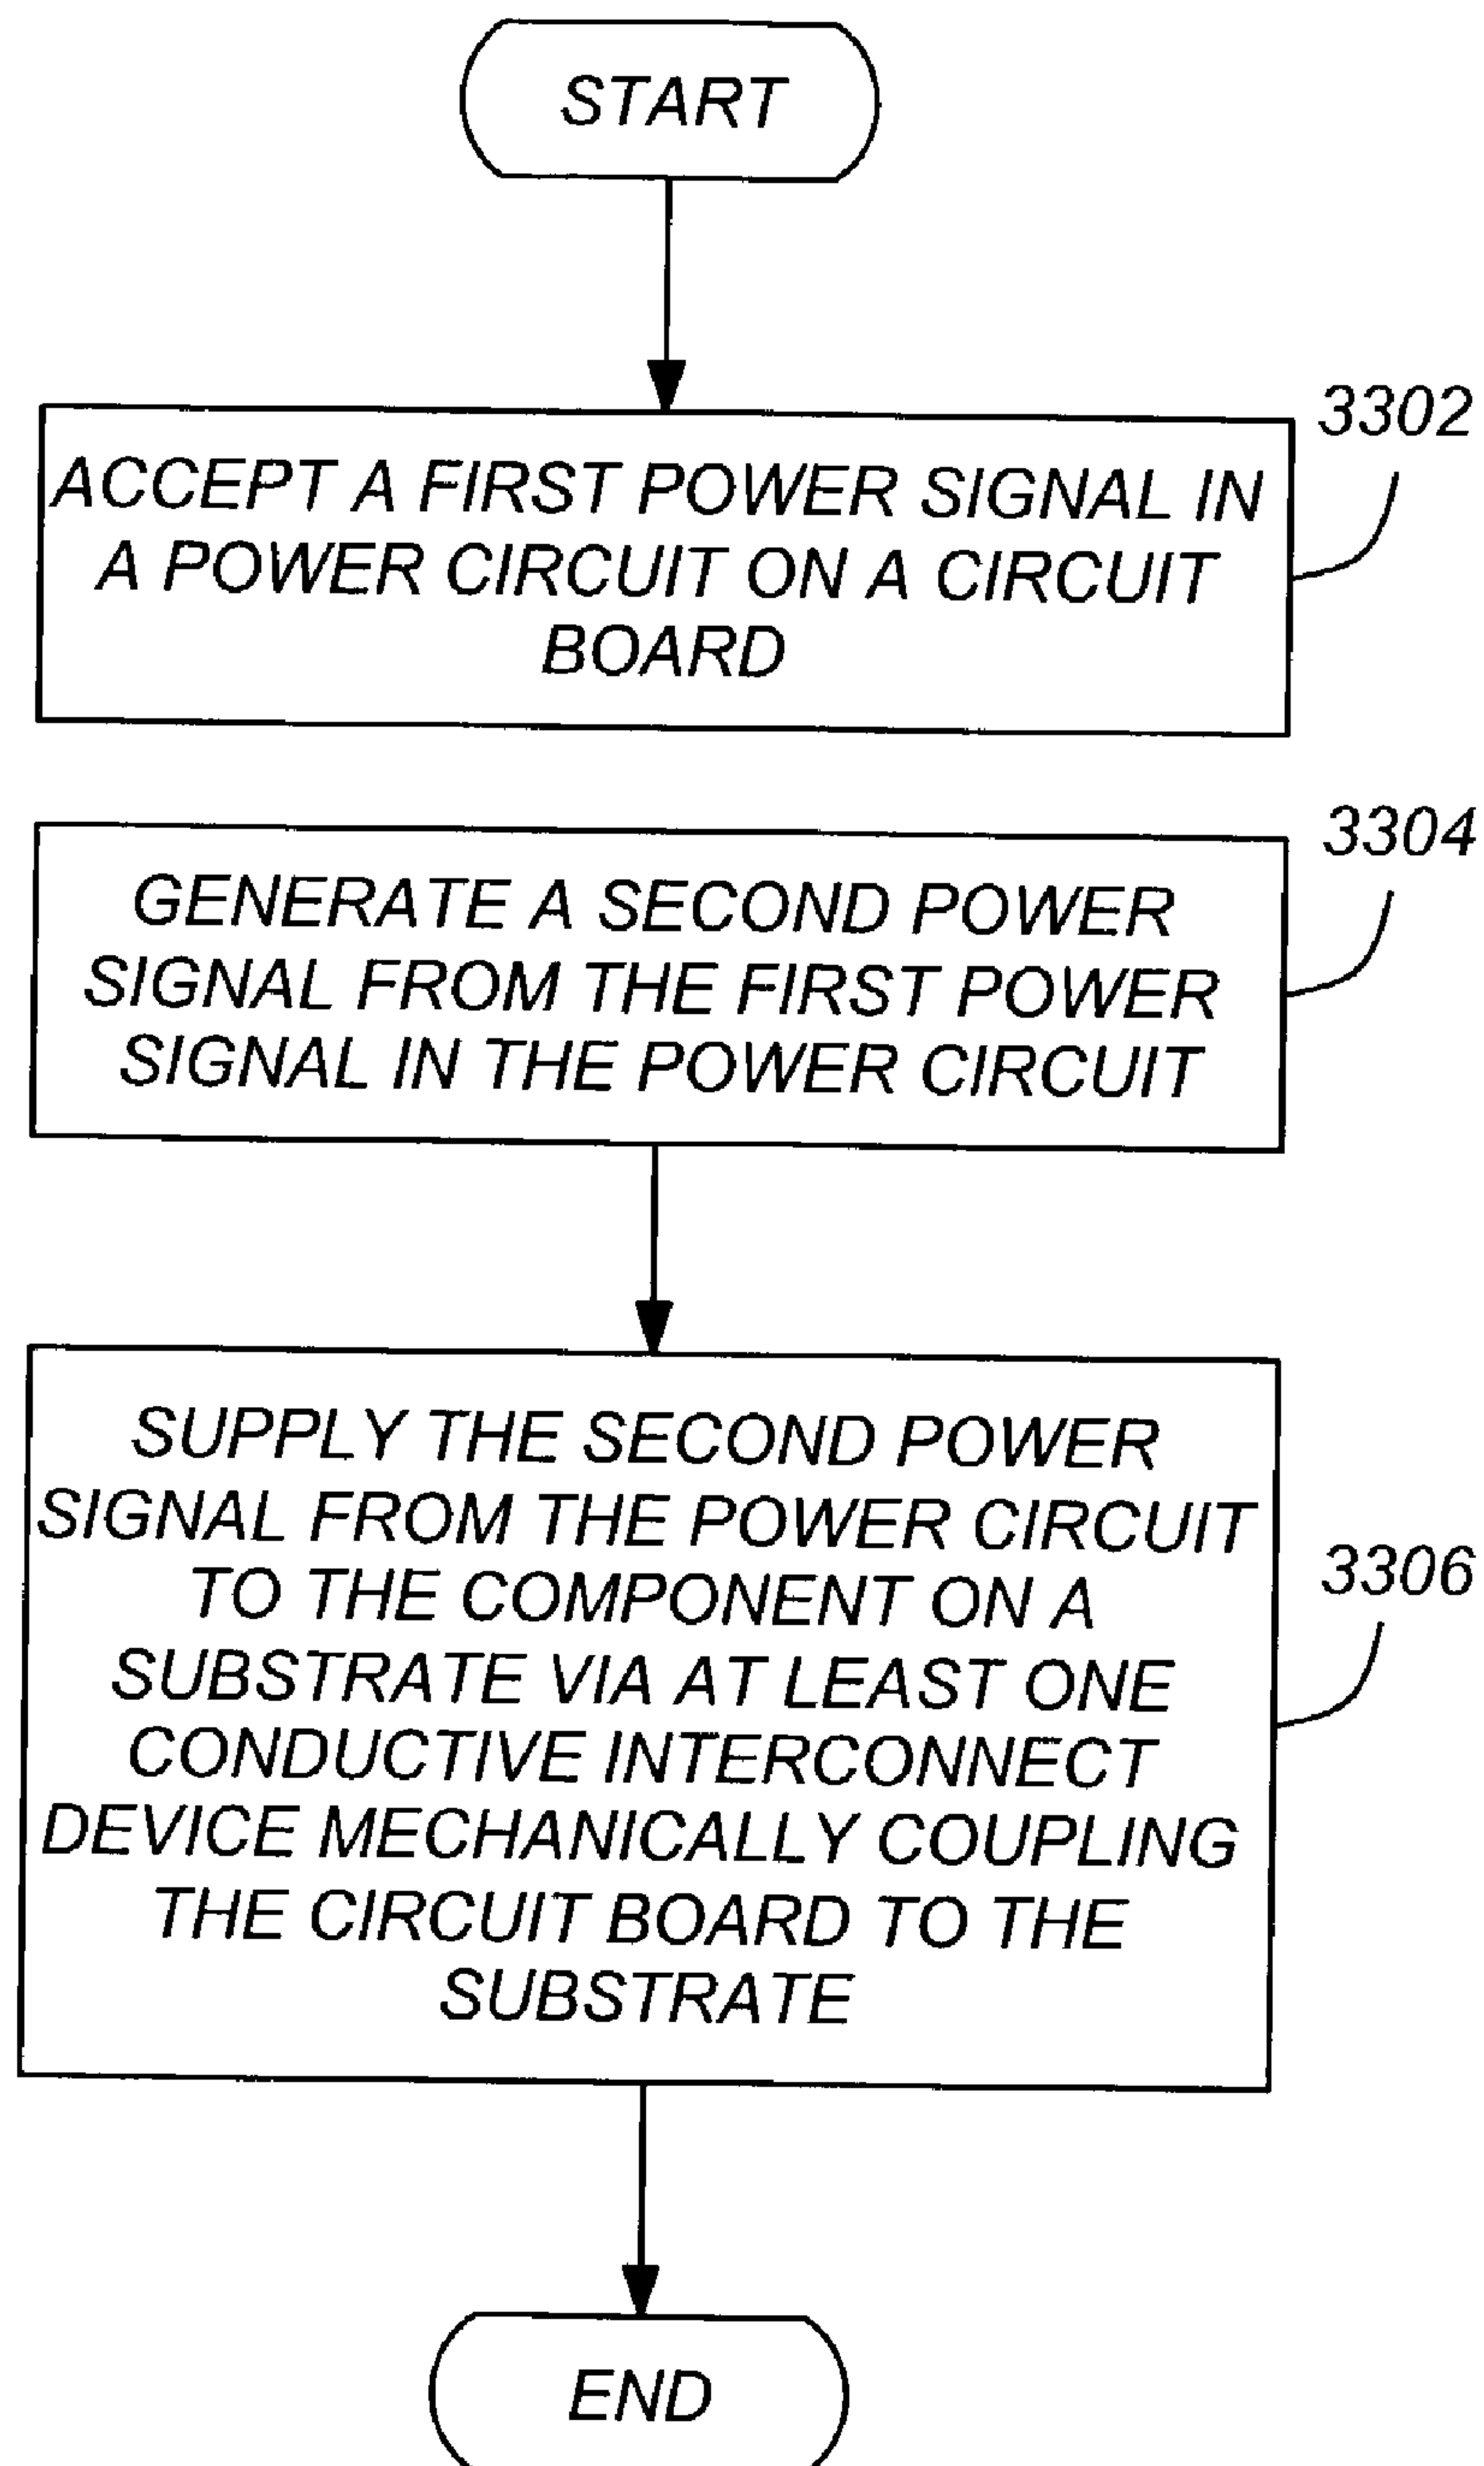 START
3302
ACCEPT A FIRST POWER SIGNAL IN
A POWER CIRCUIT ON A CIRCUIT
BOARD
3304
GENERATE A SECOND POWER
SIGNAL FROM THE FIRST POWER
SIGNAL IN THE POWER CIRCUIT
SUPPLY THE SECOND POWER
SIGNAL FROM THE POWER CIRCUIT
TO THE COMPONENT ON A
SUBSTRATE VIA AT LEAST ONE
CONDUCTIVE INTERCONNECT
DEVICE MECHANICALLY COUPLING
THE CIRCUIT BOARD TO THE
SUBSTRATE
3306
END